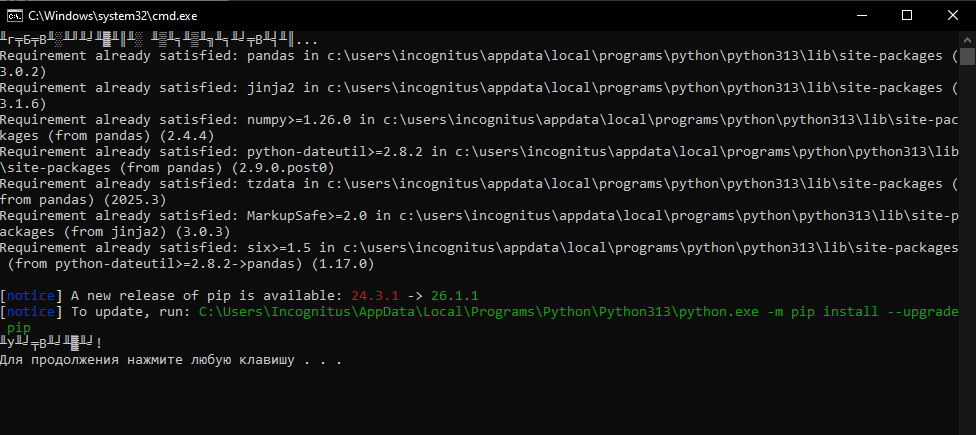 C:\Windows\system32\cmd.exe
Requirement already satisfied: pandas in c:\users\incognitus\appdata\local\programs\python\python313\lib\site-packages (
3.0.2)
Requirement already satisfied: jinja2 in c:\users\incognitus\appdata\local\programs\python\python313\lib\site-packages (
3.1.6)
Requirement already satisfied: numpy>=1.26.0 in c:\users\incognitus\appdata\local\programs\python\python313\lib\site-pac
kages (from pandas) (2.4.4)
Requirement already satisfied: python-dateutil>=2.8.2 in c:\users\incognitus\appdata\local\programs\python\python313\lib
\site-packages (from pandas) (2.9.0.post0)
Requirement already satisfied: tzdata in c:\users\incognitus\appdata\local\programs\python\python313\lib\site-packages (
from pandas) (2025.3)
Requirement already satisfied: MarkupSafe>=2.0 in c:\users\incognitus\appdata\local\programs\python\python313\lib\site-p
ackages (from jinja2) (3.0.3)
Requirement already satisfied: six>=1.5 in c:\users\incognitus\appdata\local\programs\python\python313\lib\site-packages
 (from python-dateutil>=2.8.2->pandas) (1.17.0)
[notice] A new release of pip is available: 24.3.1 -> 26.1.1
[notice] To update, run: C:\Users\Incognitus\AppData\Local\Programs\Python\Python313\python.exe -m pip install --upgrade
 pip
Для продолжения нажмите любую клавишу . . .